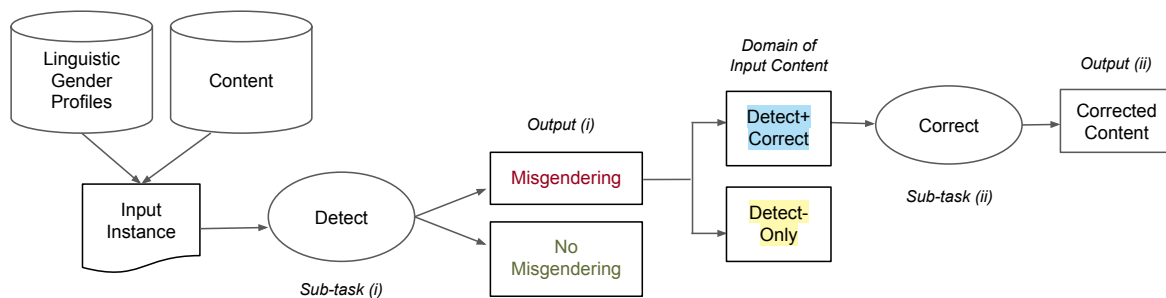 Linguistic
Gender
Profiles
Content
Input
Instance
Detect
Sub-task (i)
Output (i)
Misgendering
No
Misgendering
Domain of
Input Content
Detect+
Correct
Detect-
Only
Correct
Sub-task (ii)
Output (ii)
Corrected
Content